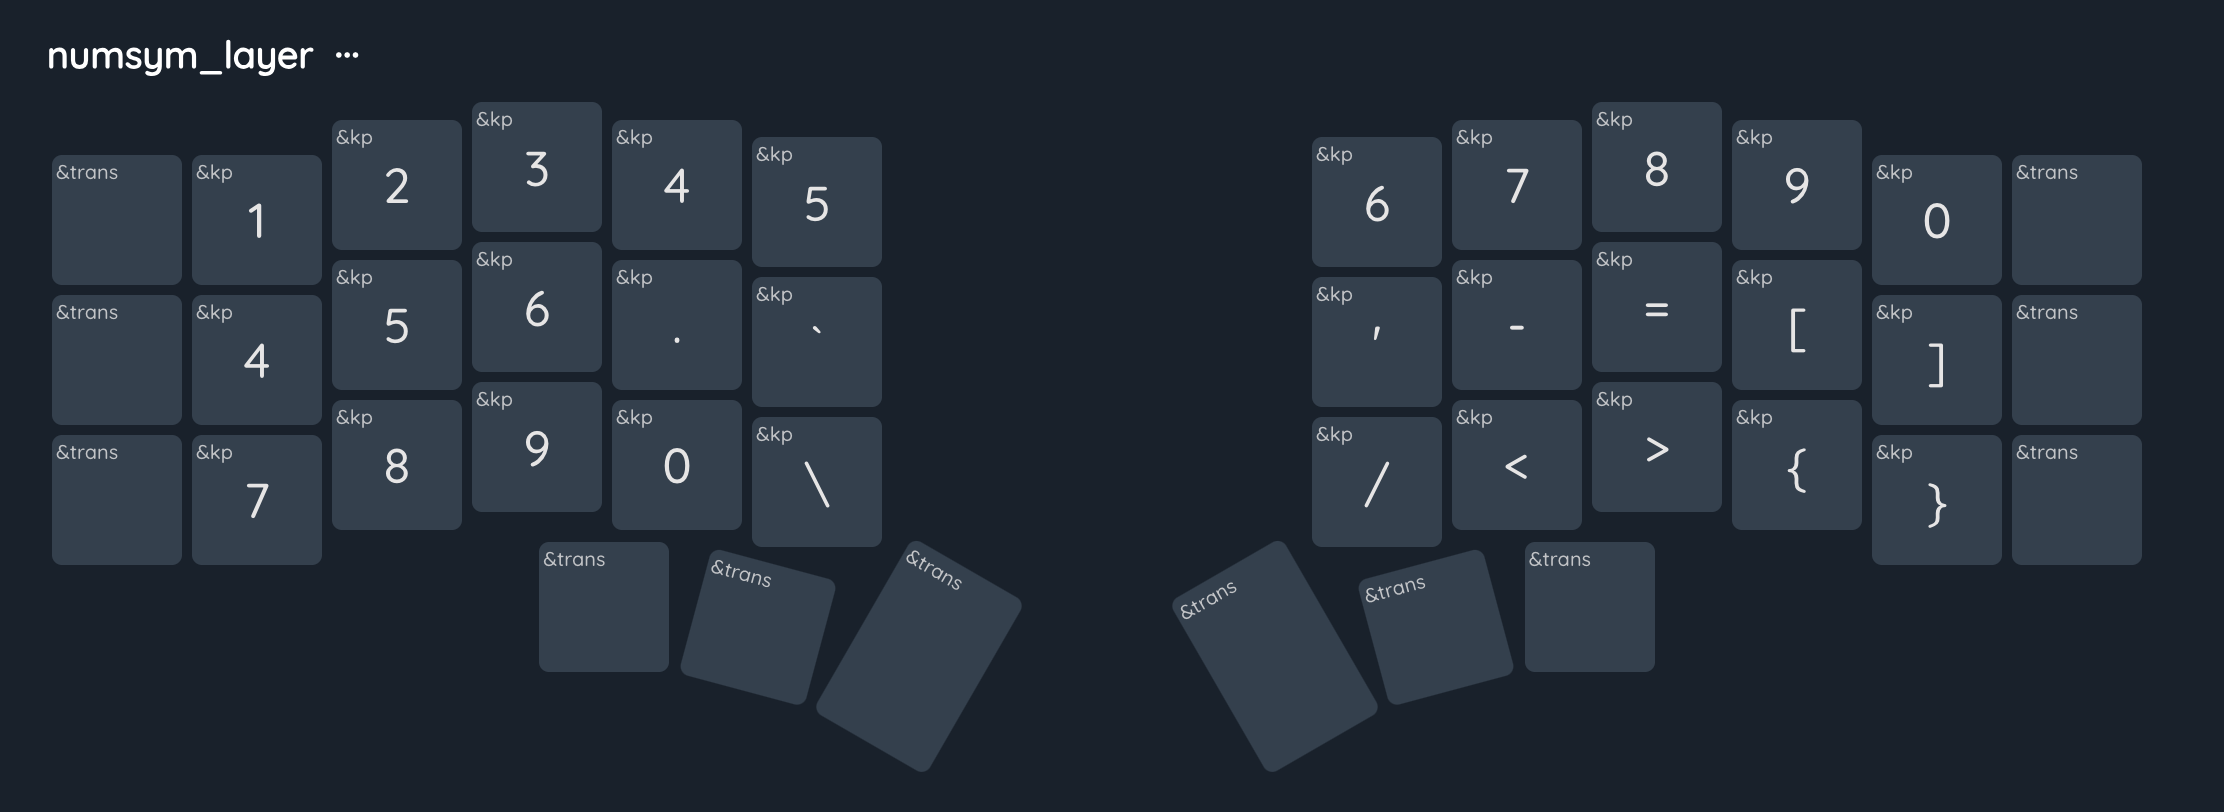 numsym_layer ...
&trans &kp 1 &kp 2 &kp 3 &kp 4 &kp 5 &kp 6 &kp 7 &kp 8 &kp 9 &kp 0 &trans
&trans &kp 4 &kp 5 &kp 6 &kp . &kp ` &kp ' &kp - &kp = &kp [ &kp ] &trans
&trans &kp 7 &kp 8 &kp 9 &kp 0 &kp \ &kp / &kp < &kp > &kp { &kp } &trans
&trans &trans &trans &trans &trans &trans